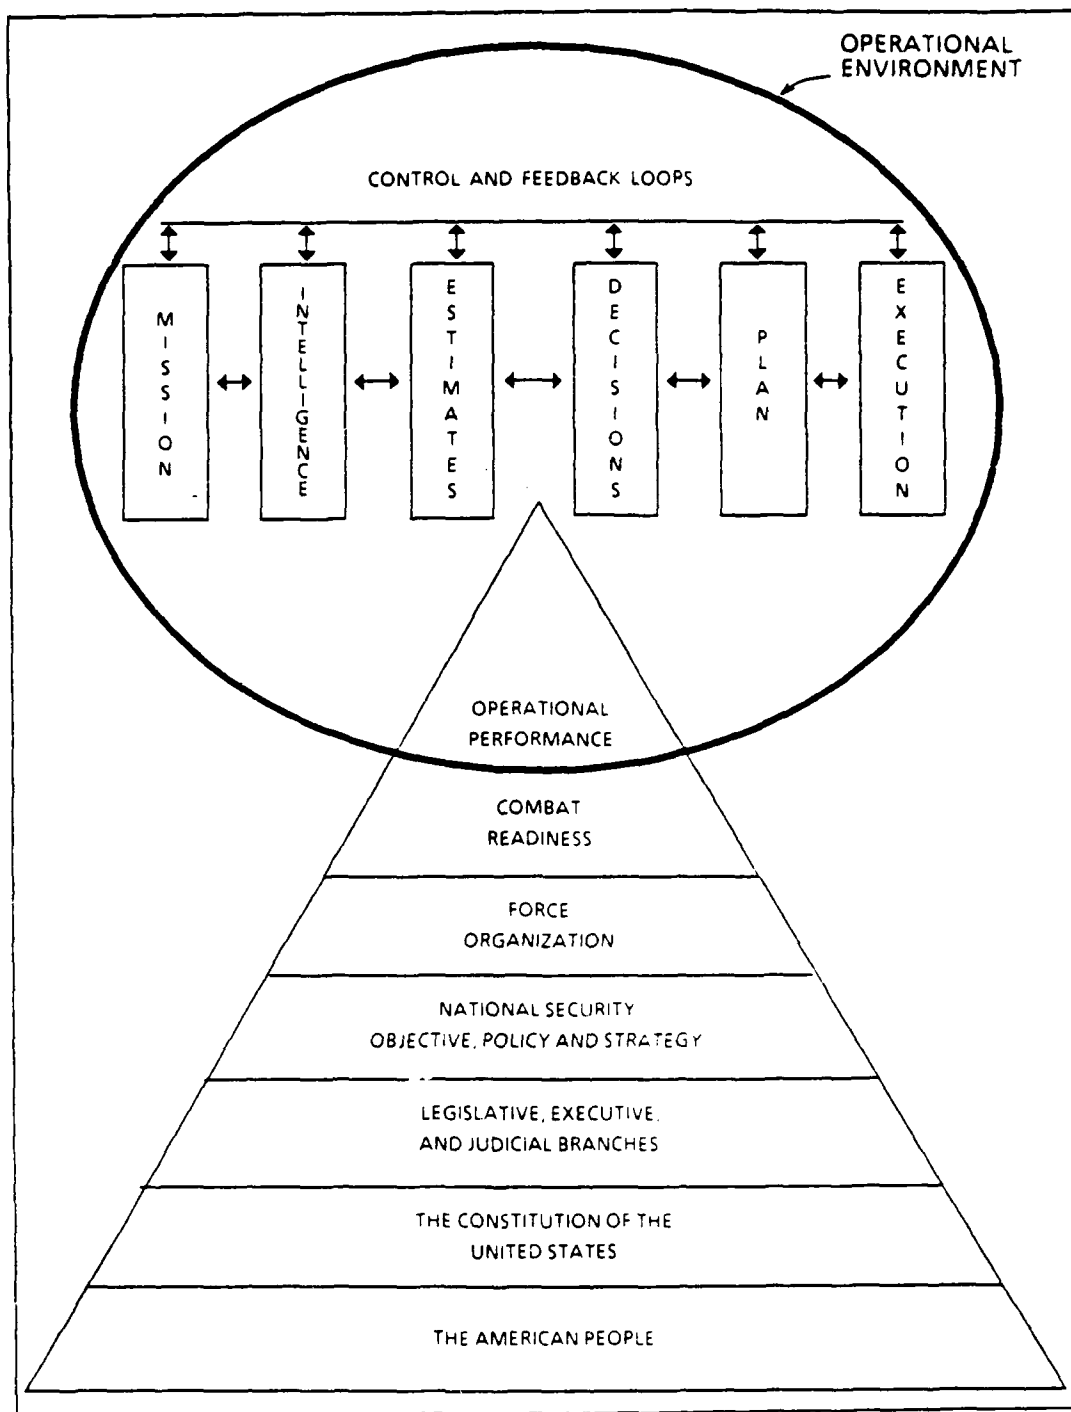 OPERATIONAL
ENVIRONMENT
CONTROL AND FEEDBACK LOOPS
MISSION
INTELLIGENCE
ESTIMATES
DECISIONS
PLAN
EXECUTION
OPERATIONAL
PERFORMANCE
COMBAT
READINESS
FORCE
ORGANIZATION
NATIONAL SECURITY
OBJECTIVE, POLICY AND STRATEGY
LEGISLATIVE, EXECUTIVE,
AND JUDICIAL BRANCHES
THE CONSTITUTION OF THE
UNITED STATES
THE AMERICAN PEOPLE